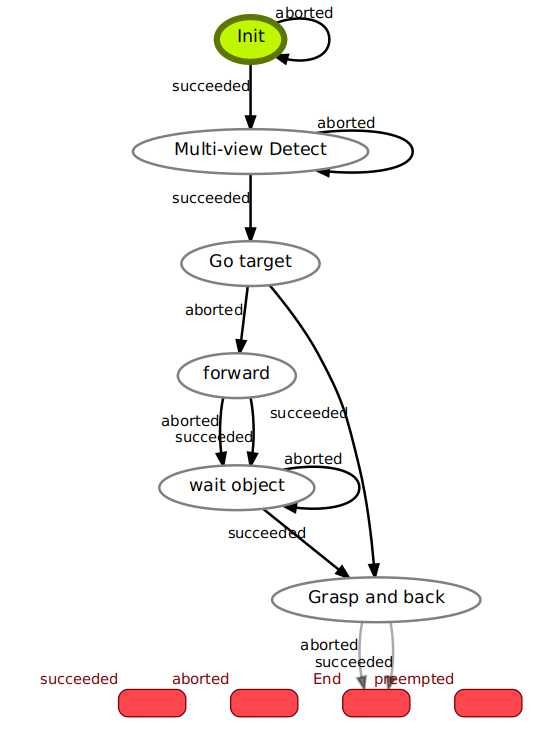 aborted
Init
succeeded
aborted
Multi-view Detect
succeeded
Go target
aborted
forward
succeeded
aborted
succeeded
aborted
wait object
succeeded
Grasp and back
aborted
succeeded
succeeded aborted End preempted